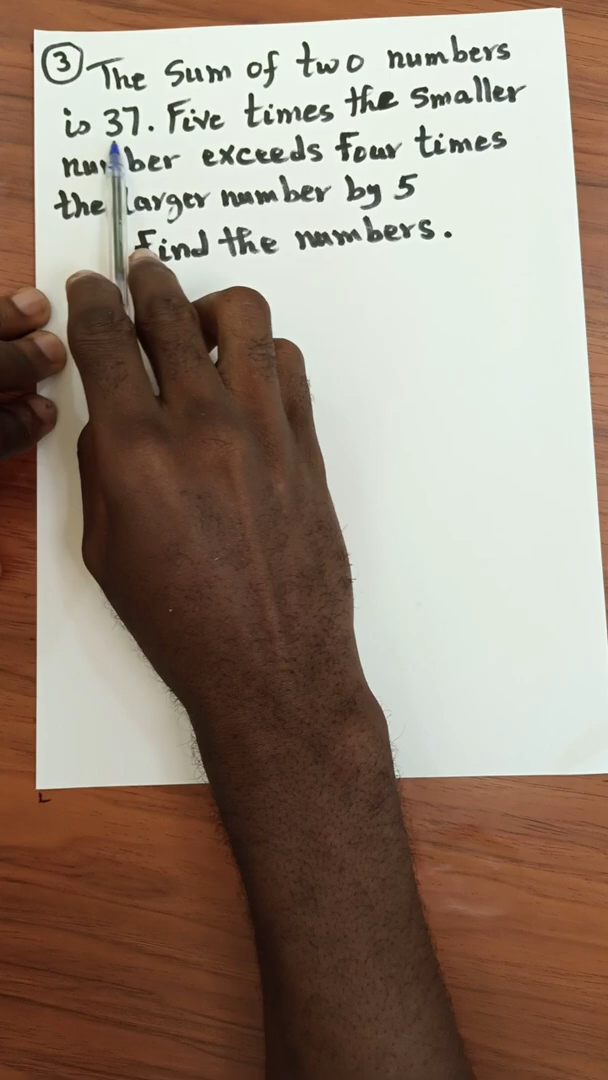 ③ The sum of two numbers
is 37. Five times the smaller
number exceeds four times
the larger number by 5
Find the numbers.